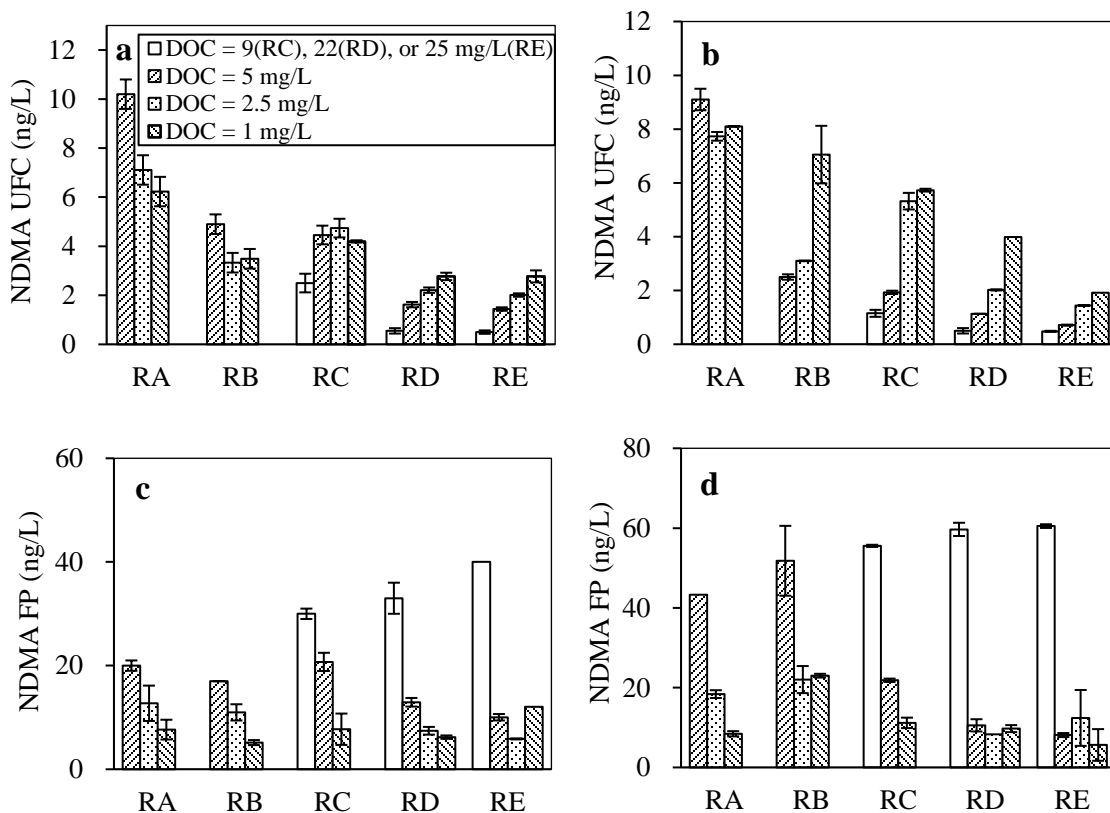 a
DOC = 9(RC), 22(RD), or 25 mg/L(RE)
DOC = 5 mg/L
DOC = 2.5 mg/L
DOC = 1 mg/L
NDMA UFC (ng/L)
12
10
8
6
4
2
0
RA RB RC RD RE
b
NDMA UFC (ng/L)
12
10
8
6
4
2
0
RA RB RC RD RE
c
NDMA FP (ng/L)
60
40
20
0
RA RB RC RD RE
d
NDMA FP (ng/L)
80
60
40
20
0
RA RB RC RD RE